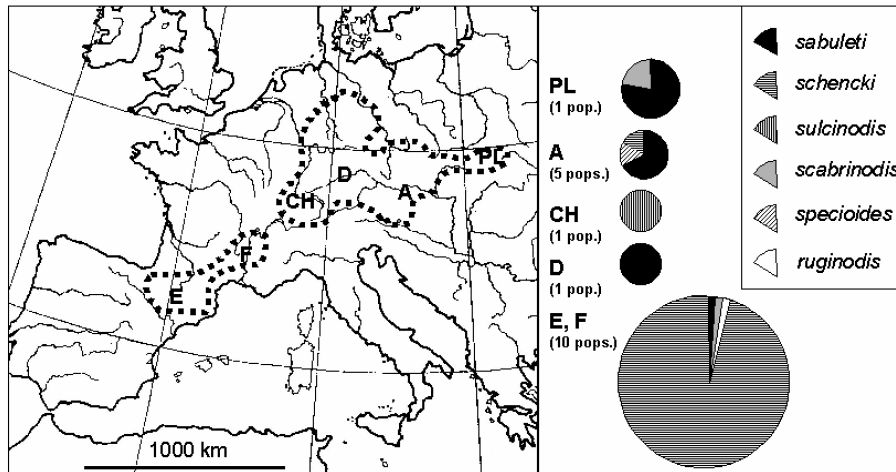 PL
D
A
CH
F
E
1000 km
PL
(1 pop.)
A
(5 pops.)
CH
(1 pop.)
D
(1 pop.)
E, F
(10 pops.)
sabuleti
schencki
sulcinodis
scabrinodis
specioides
ruginodis